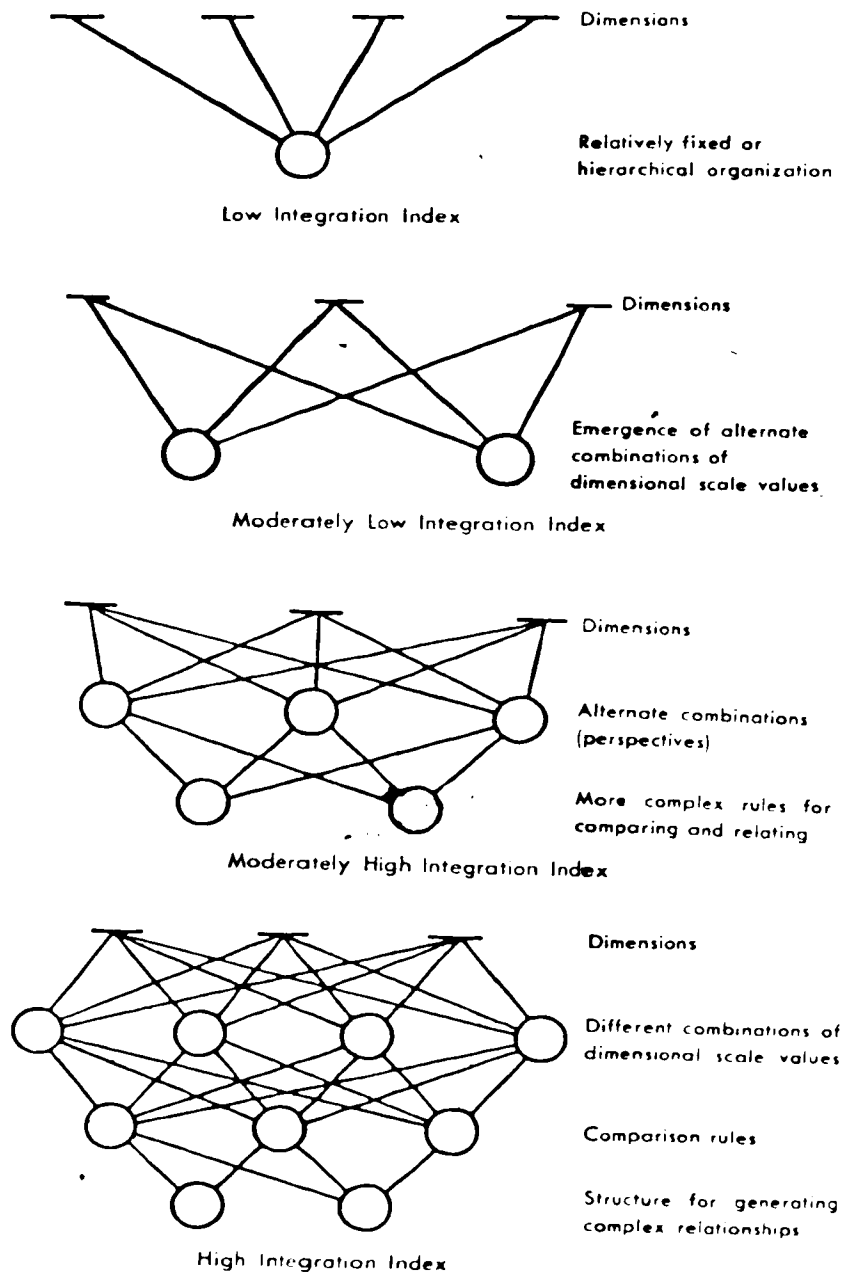 Dimensions
Relatively fixed or
hierarchical organization
Low Integration Index
Dimensions
Emergence of alternate
combinations of
dimensional scale values
Moderately Low Integration Index
Dimensions
Alternate combinations
(perspectives)
More complex rules for
comparing and relating
Moderately High Integration Index
Dimensions
Different combinations of
dimensional scale values
Comparison rules
Structure for generating
complex relationships
High Integration Index